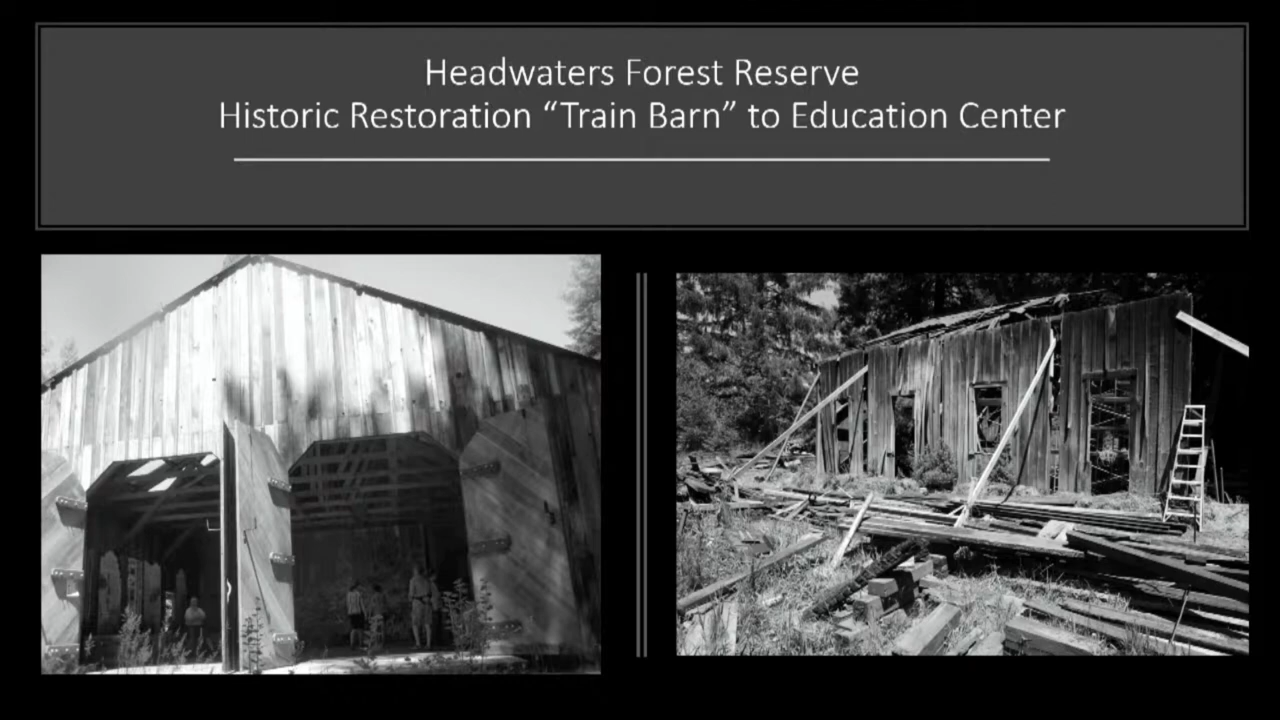 Headwaters Forest Reserve
Historic Restoration “Train Barn” to Education Center